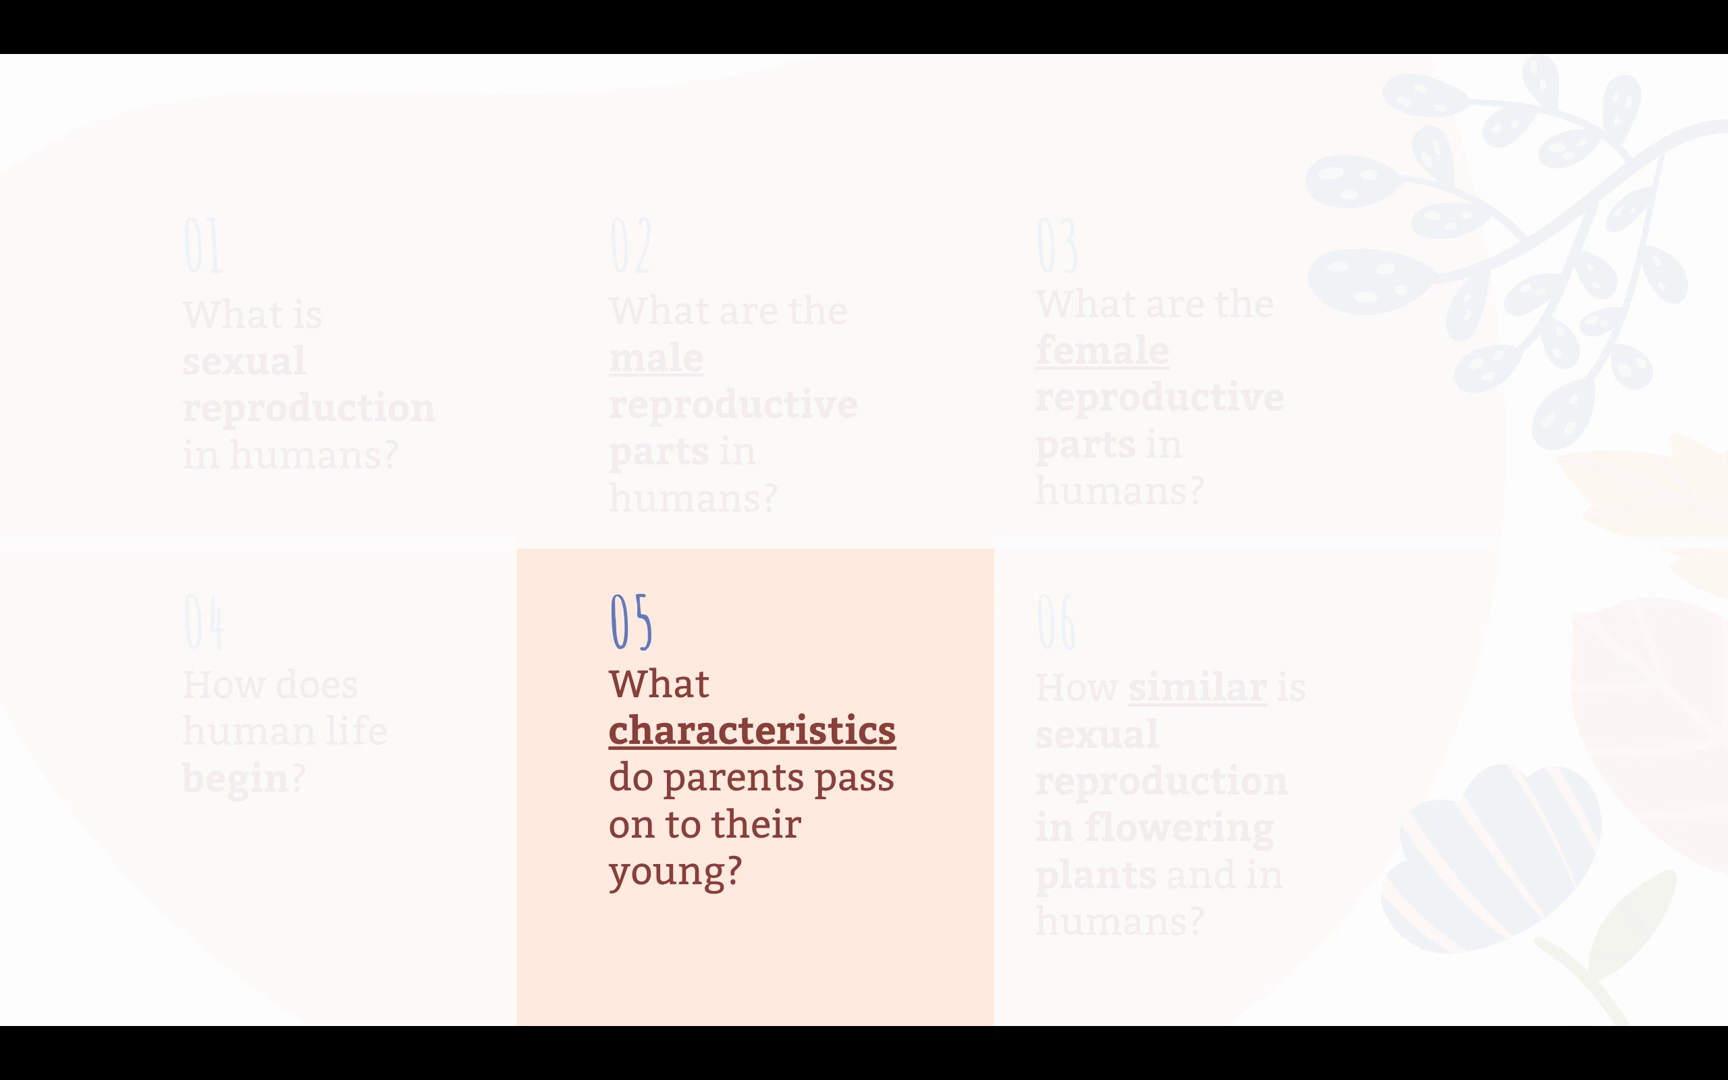 01
What is
sexual
reproduction
in humans?
02
What are the
male
reproductive
parts in
humans?
03
What are the
female
reproductive
parts in
humans?
04
How does
human life
begin?
05
What
characteristics
do parents pass
on to their
young?
06
How similar is
sexual
reproduction
in flowering
plants and in
humans?